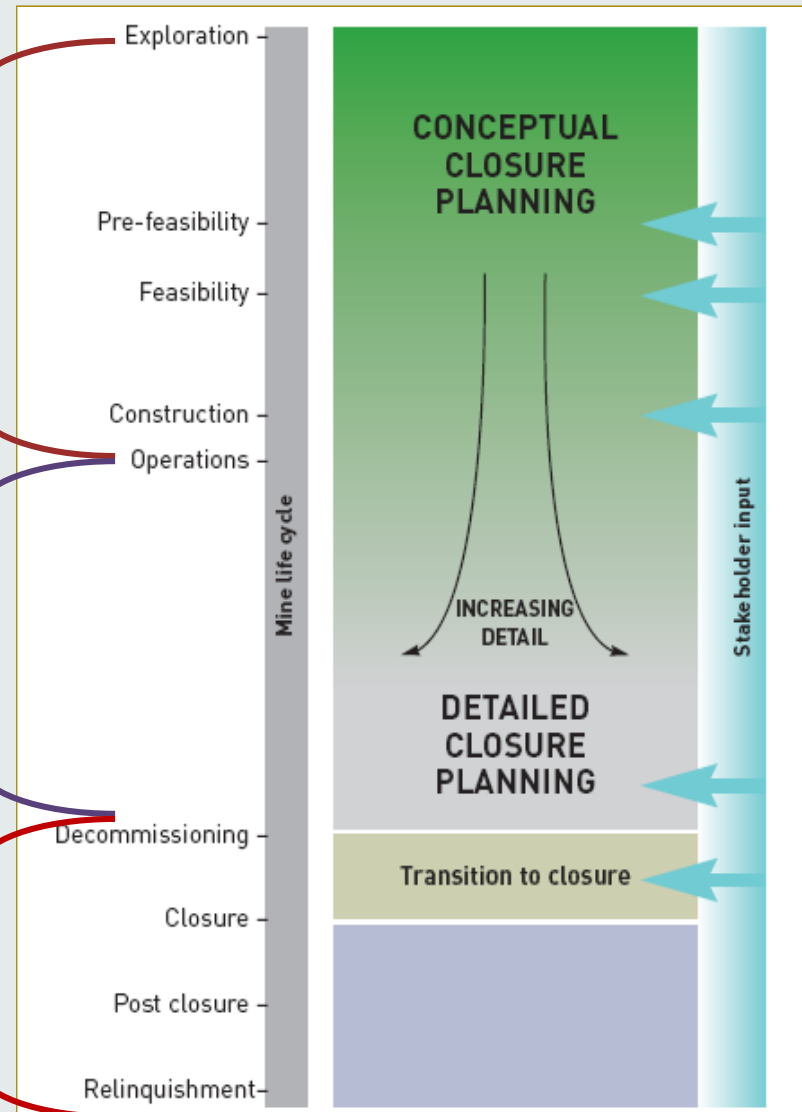 Exploration
CONCEPTUAL
CLOSURE
PLANNING
Pre-feasibility
Feasibility
Construction
Operations
Mine life cycle
Stakeholder input
INCREASING
DETAIL
DETAILED
CLOSURE
PLANNING
Decommissioning
Transition to closure
Closure
Post closure
Relinquishment